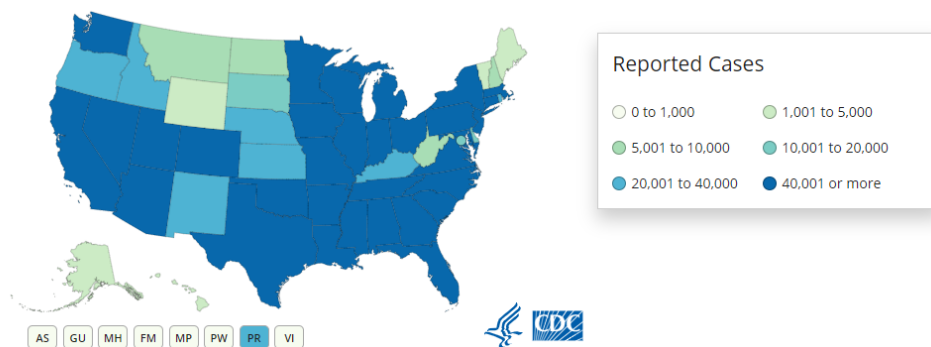 Reported Cases
0 to 1,000
1,001 to 5,000
5,001 to 10,000
10,001 to 20,000
20,001 to 40,000
40,001 or more
CDC
AS GU MH FM MP PW PR VI